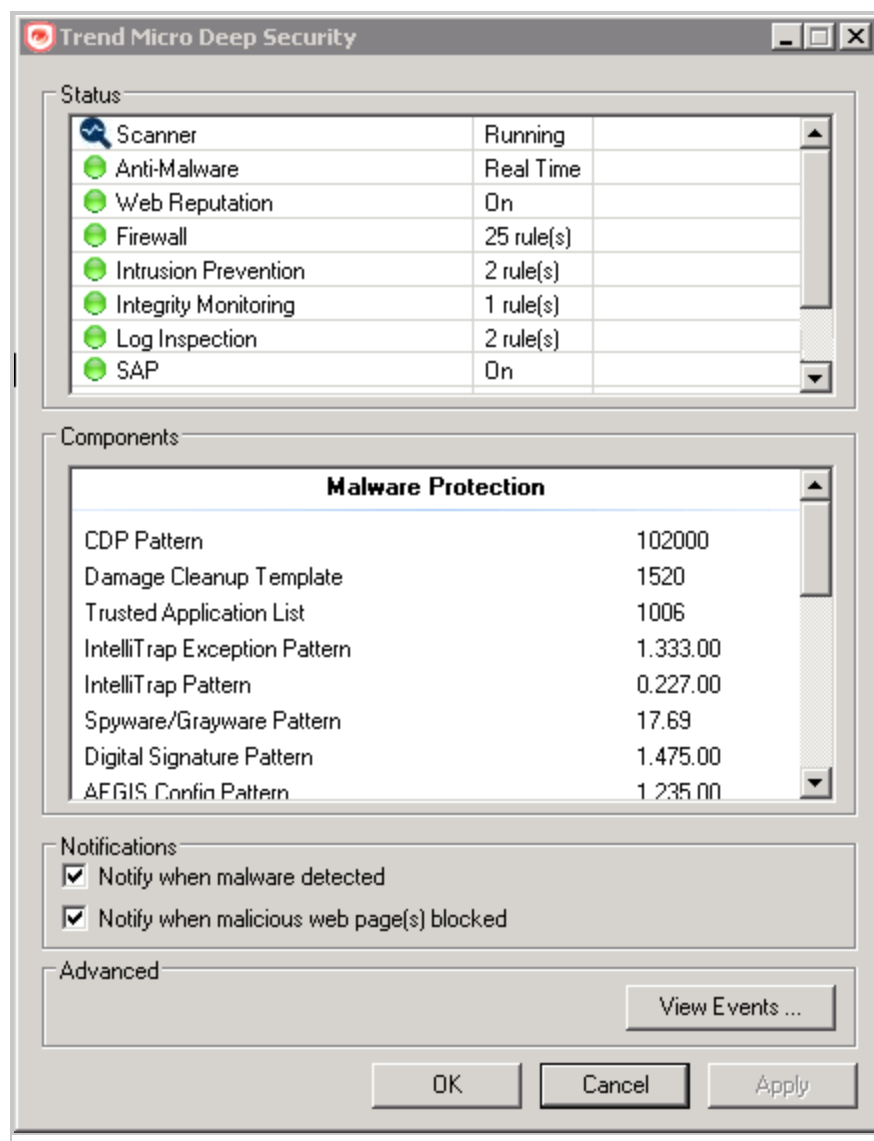 Trend Micro Deep Security
Status
Scanner Running
Anti-Malware Real Time
Web Reputation On
Firewall 25 rule(s)
Intrusion Prevention 2 rule(s)
Integrity Monitoring 1 rule(s)
Log Inspection 2 rule(s)
SAP On
Components
Malware Protection
CDP Pattern 102000
Damage Cleanup Template 1520
Trusted Application List 1006
IntelliTrap Exception Pattern 1.333.00
IntelliTrap Pattern 0.227.00
Spyware/Grayware Pattern 17.69
Digital Signature Pattern 1.475.00
AEGIS Config Pattern 1.235.00
Notifications
Notify when malware detected
Notify when malicious web page(s) blocked
Advanced
View Events ...
OK Cancel Apply